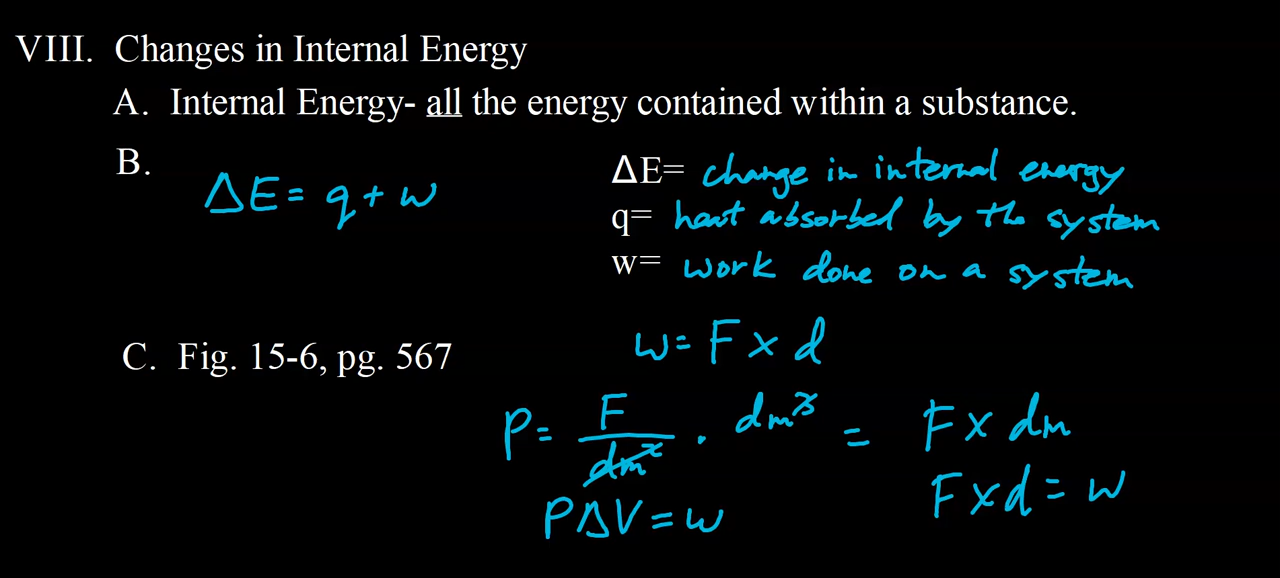 VIII. Changes in Internal Energy
A. Internal Energy- all the energy contained within a substance.
B. ΔE = q + w
ΔE= change in internal energy
q= heat absorbed by the system
w= work done on a system
w = F x d
C. Fig. 15-6, pg. 567
P = F/dm² · dm³ = F x dm
F x d = w
PΔV = w